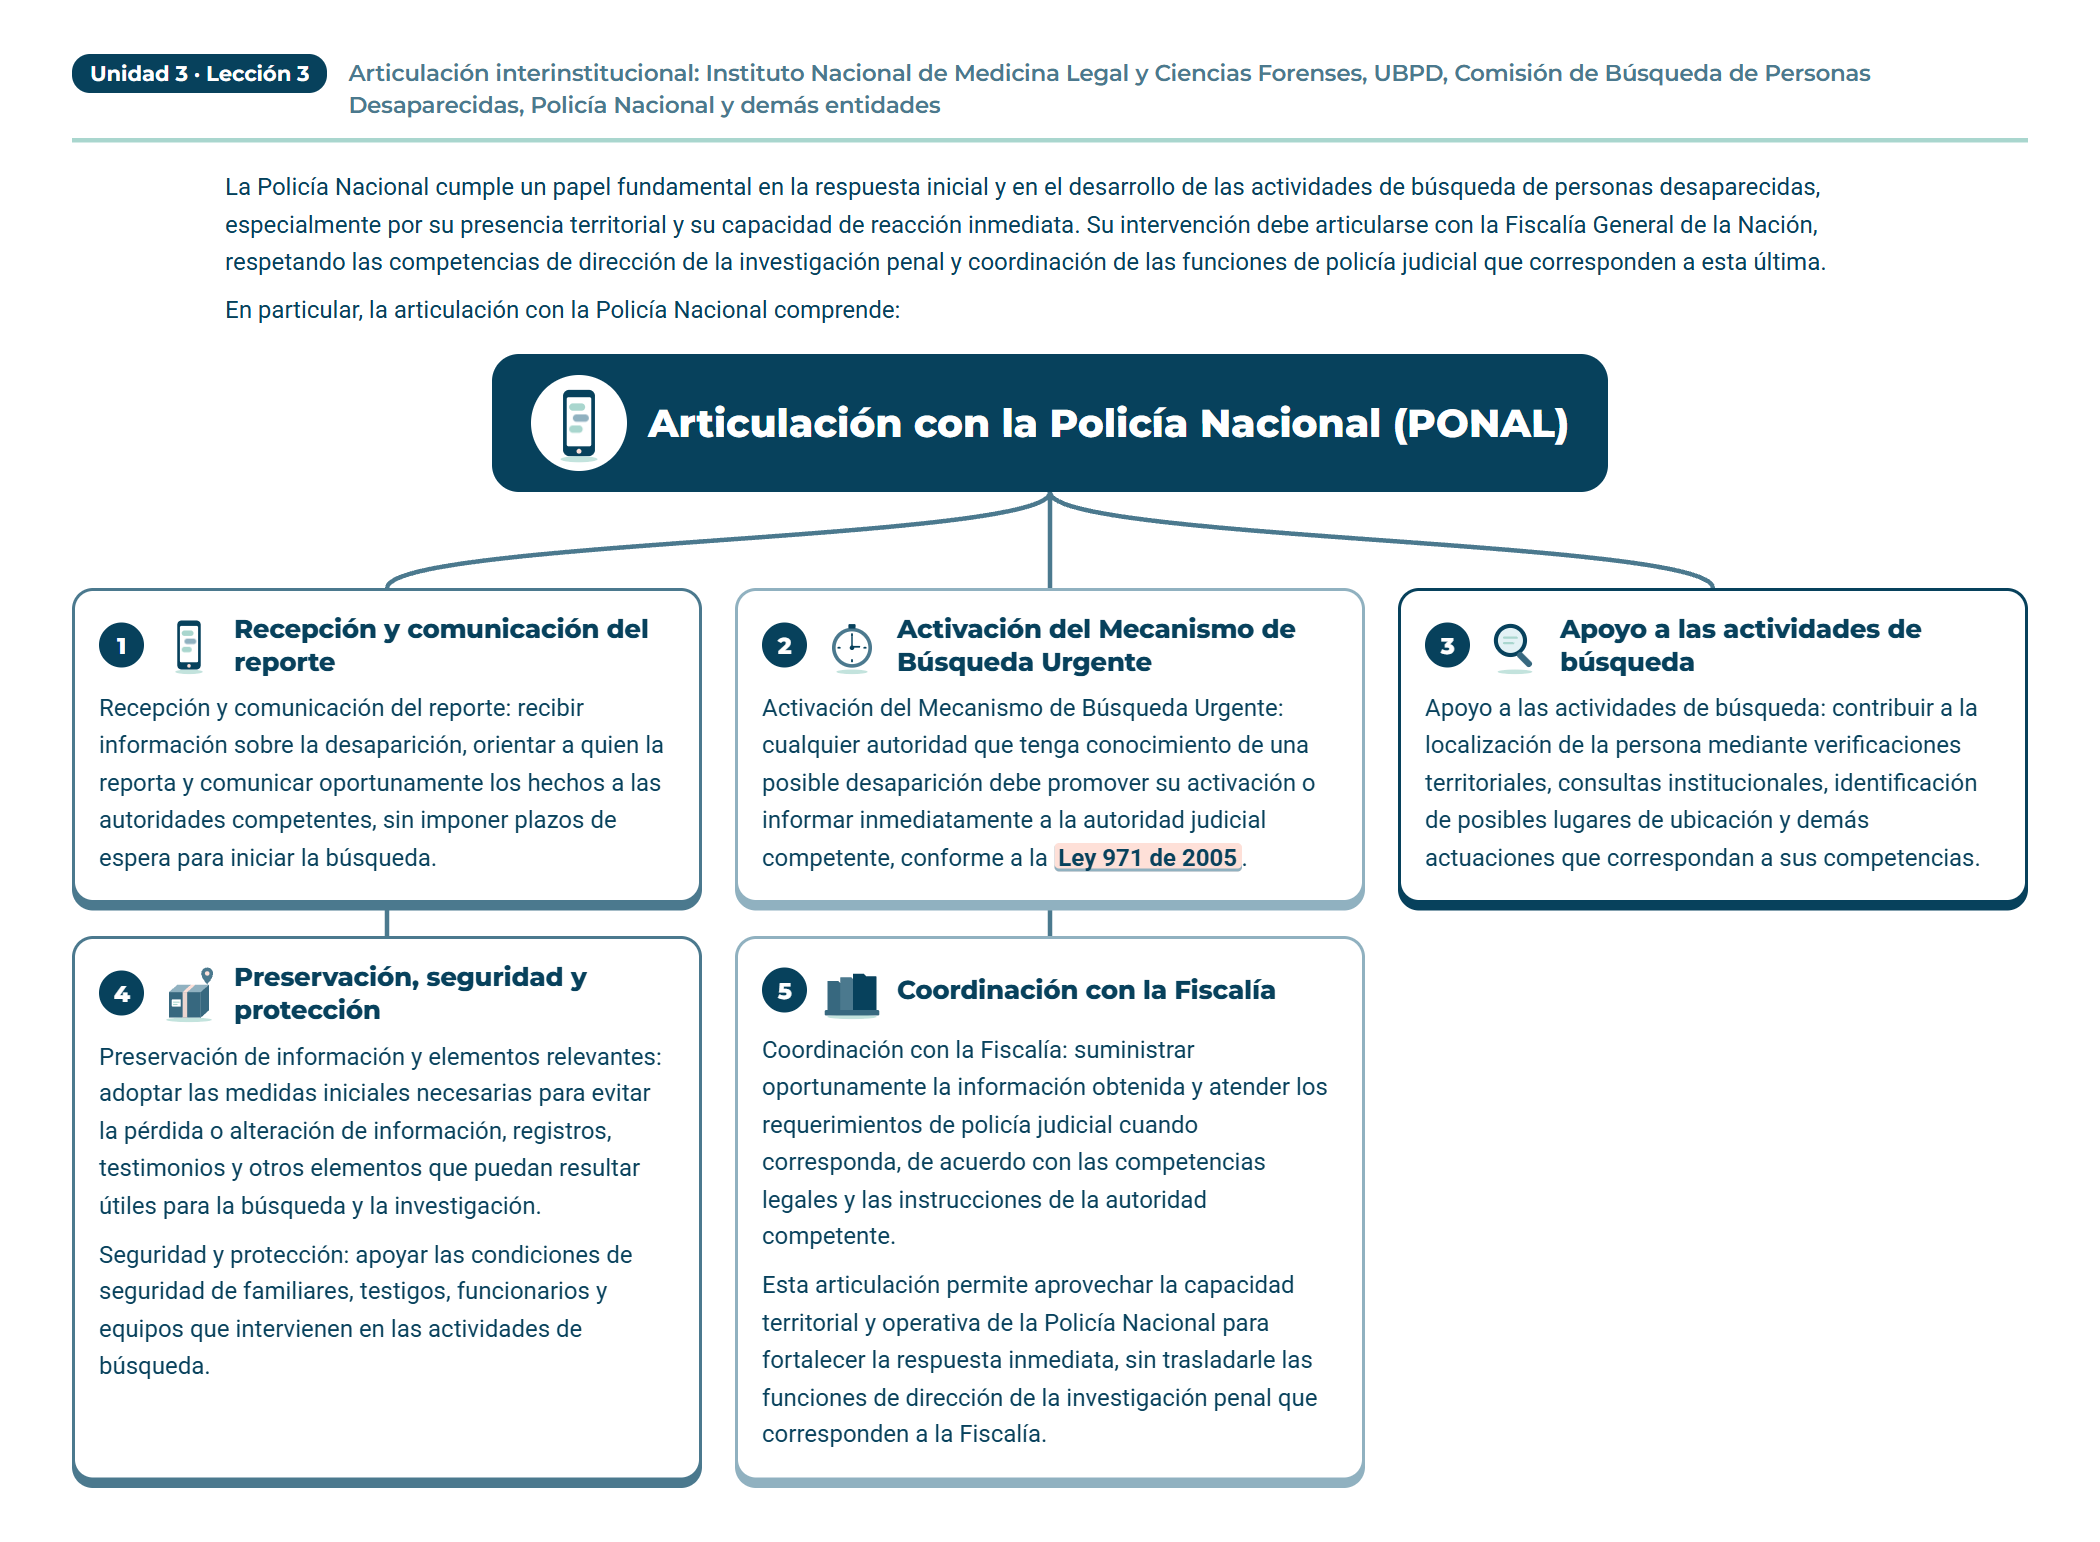 Unidad 3 · Lección 3
Articulación interinstitucional: Instituto Nacional de Medicina Legal y Ciencias Forenses, UBPD, Comisión de Búsqueda de Personas
Desaparecidas, Policía Nacional y demás entidades
La Policía Nacional cumple un papel fundamental en la respuesta inicial y en el desarrollo de las actividades de búsqueda de personas desaparecidas,
especialmente por su presencia territorial y su capacidad de reacción inmediata. Su intervención debe articularse con la Fiscalía General de la Nación,
respetando las competencias de dirección de la investigación penal y coordinación de las funciones de policía judicial que corresponden a esta última.
En particular, la articulación con la Policía Nacional comprende:
Articulación con la Policía Nacional (PONAL)
1
Recepción y comunicación del
reporte
Recepción y comunicación del reporte: recibir
información sobre la desaparición, orientar a quien la
reporta y comunicar oportunamente los hechos a las
autoridades competentes, sin imponer plazos de
espera para iniciar la búsqueda.
2
Activación del Mecanismo de
Búsqueda Urgente
Activación del Mecanismo de Búsqueda Urgente:
cualquier autoridad que tenga conocimiento de una
posible desaparición debe promover su activación o
informar inmediatamente a la autoridad judicial
competente, conforme a la Ley 971 de 2005.
3
Apoyo a las actividades de
búsqueda
Apoyo a las actividades de búsqueda: contribuir a la
localización de la persona mediante verificaciones
territoriales, consultas institucionales, identificación
de posibles lugares de ubicación y demás
actuaciones que correspondan a sus competencias.
4
Preservación, seguridad y
protección
Preservación de información y elementos relevantes:
adoptar las medidas iniciales necesarias para evitar
la pérdida o alteración de información, registros,
testimonios y otros elementos que puedan resultar
útiles para la búsqueda y la investigación.
Seguridad y protección: apoyar las condiciones de
seguridad de familiares, testigos, funcionarios y
equipos que intervienen en las actividades de
búsqueda.
5
Coordinación con la Fiscalía
Coordinación con la Fiscalía: suministrar
oportunamente la información obtenida y atender los
requerimientos de policía judicial cuando
corresponda, de acuerdo con las competencias
legales y las instrucciones de la autoridad
competente.
Esta articulación permite aprovechar la capacidad
territorial y operativa de la Policía Nacional para
fortalecer la respuesta inmediata, sin trasladarle las
funciones de dirección de la investigación penal que
corresponden a la Fiscalía.